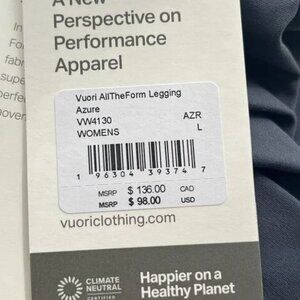 A New
Perspective on
Performance
Apparel
Vuori AllTheForm Legging
Azure AZR
VW4130
WOMENS L
1 96304 39374 7
MSRP $ 136.00 CAD
MSRP $ 98.00 USD
vuoriclothing.com
CLIMATE
NEUTRAL
CERTIFIED
Happier on a
Healthy Planet